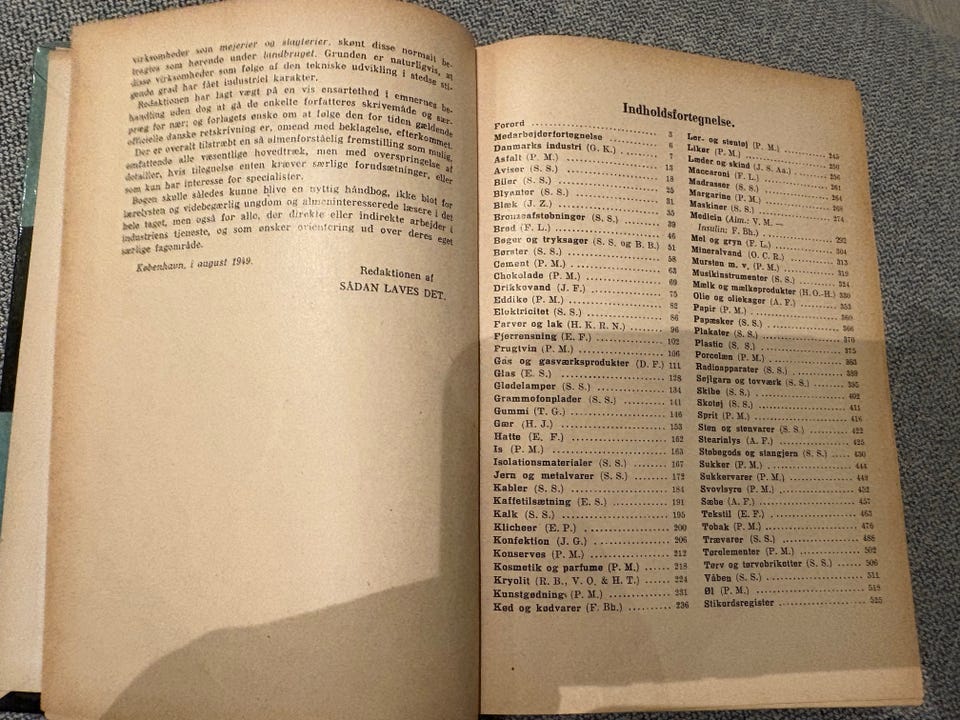 virksomheder som mejerier og slagterier, skønt disse normalt be-
tragtes som hørende under landbruget. Grunden er naturligvis, at
disse virksomheder som følge af den tekniske udvikling i stedse sti-
gende grad har fået industriel karakter.
Redaktionen har lagt vægt på en vis ensartethed i emnernes be-
handling uden dog at gå de enkelte forfatteres skrivemåde og sær-
præg for nær; og forlagets ønske om at følge den for tiden gældende
officielle danske retskrivning er, omend med beklagelse, efterkommet.
Der er overalt tilstræbt en så almenforståelig fremstilling som mulig,
omfattende alle væsentlige hovedtræk, men med overspringelse af
detailler, hvis tilegnelse enten kræver særlige forudsætninger, eller
som kun har interesse for specialister.
Bogen skulle således kunne blive en nyttig håndbog, ikke blot for
lærelysten og videbegærlig ungdom og almeninteresserede læsere i det
hele taget, men også for alle, der direkte eller indirekte arbejder i
industriens tjeneste, og som ønsker orientering ud over deres eget
særlige fagområde.
København, i august 1949.
Redaktionen af
SÅDAN LAVES DET.
Indholdsfortegnelse.
Forord 3
Medarbejderfortegnelse 6
Danmarks industri (G. K.) 7
Asfalt (P. M.) 13
Aviser (S. S.) 18
Biler (S. S.) 25
Blyanter (S. S.) 31
Blæk (J. Z.) 35
Bronzeafstøbninger (S. S.) 39
Brød (F. L.) 46
Bøger og tryksager (S. S. og B. B.) 51
Børster (S. S.) 58
Cement (P. M.) 63
Chokolade (P. M.) 69
Drikkevand (J. F.) 75
Eddike (P. M.) 82
Elektricitet (S. S.) 86
Farver og lak (H. K. R. N.) 96
Fjerrensning (E. F.) 102
Frugtvin (P. M.) 106
Gas og gasværksprodukter (D. F.) 111
Glas (E. S.) 128
Glødelamper (S. S.) 134
Grammofonplader (S. S.) 141
Gummi (T. G.) 146
Gær (H. J.) 153
Hatte (E. F.) 162
Is (P. M.) 163
Isolationsmaterialer (S. S.) 167
Jern og metalvarer (S. S.) 172
Kabler (S. S.) 184
Kaffetilsætning (E. S.) 191
Kalk (S. S.) 195
Klicheer (E. P.) 200
Konfektion (J. G.) 206
Konserves (P. M.) 212
Kosmetik og parfume (P. M.) 218
Kryolit (R. B., V. O. & H. T.) 224
Kunstgødning (P. M.) 231
Kød og kødvarer (F. Bh.) 236
Ler- og stentøj (P. M.) 245
Likør (P. M.)
Læder og skind (J. S. Aa.) 256
Maccaroni (F. L.) 261
Madrasser (S. S.) 264
Margarine (P. M.) 268
Maskiner (S. S.) 274
Medicin (Alm.: V. M. —
Insulin: F. Bh.) 292
Mel og gryn (F. L.) 304
Mineralvand (O. C. R.) 313
Mursten m. v. (P. M.) 319
Musikinstrumenter (S. S.) 324
Mælk og mælkeprodukter (H. O.-H.) 330
Olie og oliekager (A. F.) 353
Papir (P. M.) 360
Papæsker (S. S.) 366
Plakater (S. S.) 370
Plastic (S. S.) 375
Porcelæn (P. M.) 383
Radioapparater (S. S.) 389
Sejlgarn og tovværk (S. S.) 395
Skibe (S. S.) 402
Skotøj (S. S.) 411
Sprit (P. M.) 416
Sten og stenvarer (S. S.) 422
Stearinlys (A. F.) 425
Støbegods og stangjern (S. S.) 430
Sukker (P. M.) 444
Sukkervarer (P. M.) 449
Svovlsyre (P. M.) 452
Sæbe (A. F.) 457
Tekstil (E. F.) 463
Tobak (P. M.) 476
Trævarer (S. S.) 488
Tørelementer (P. M.) 502
Tørv og tørvebriketter (S. S.) 506
Våben (S. S.) 511
Øl (P. M.) 518
Stikordsregister 525